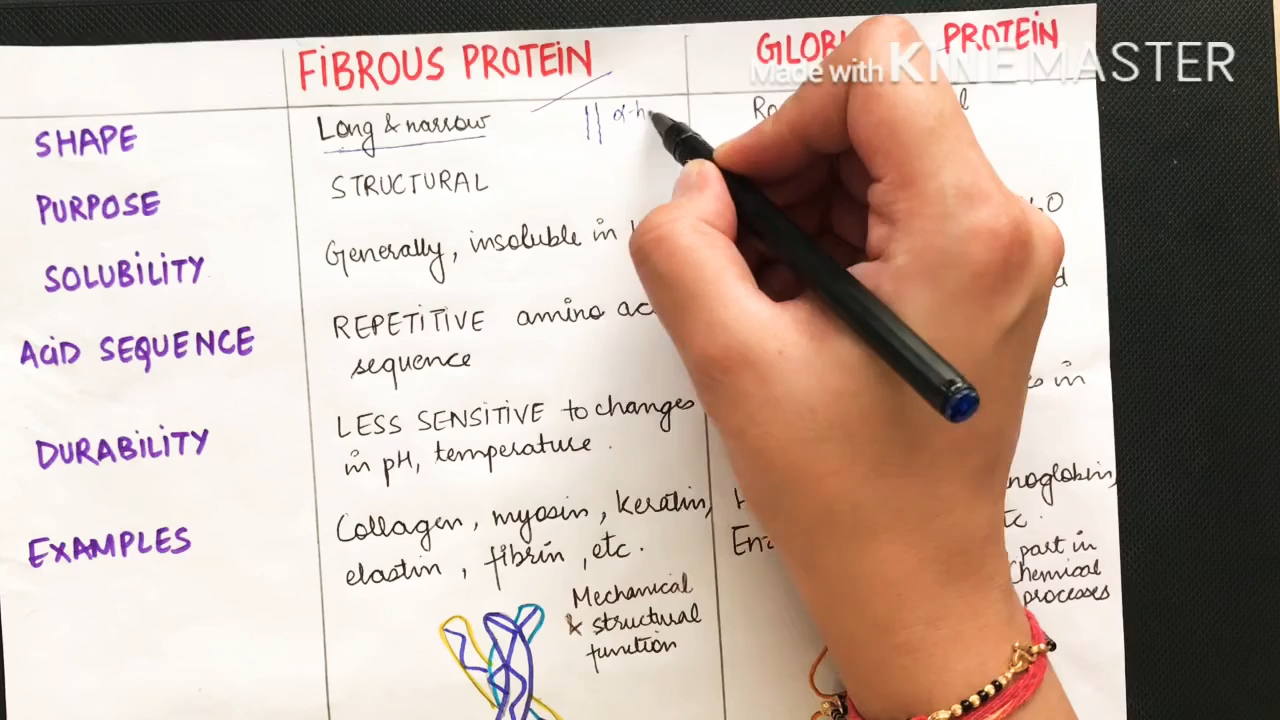 FIBROUS PROTEIN
PROTEIN
Made with KINEMASTER
SHAPE
Long & narrow
α-h
PURPOSE
STRUCTURAL
SOLUBILITY
Generally, insoluble in
ACID SEQUENCE
REPETITIVE amino
sequence
DURABILITY
LESS SENSITIVE to changes
in pH, temperature.
in
EXAMPLES
Collagen, myosin, keratin,
elastin, fibrin, etc.
Mechanical
& structural
function
part in
Chemical
processes